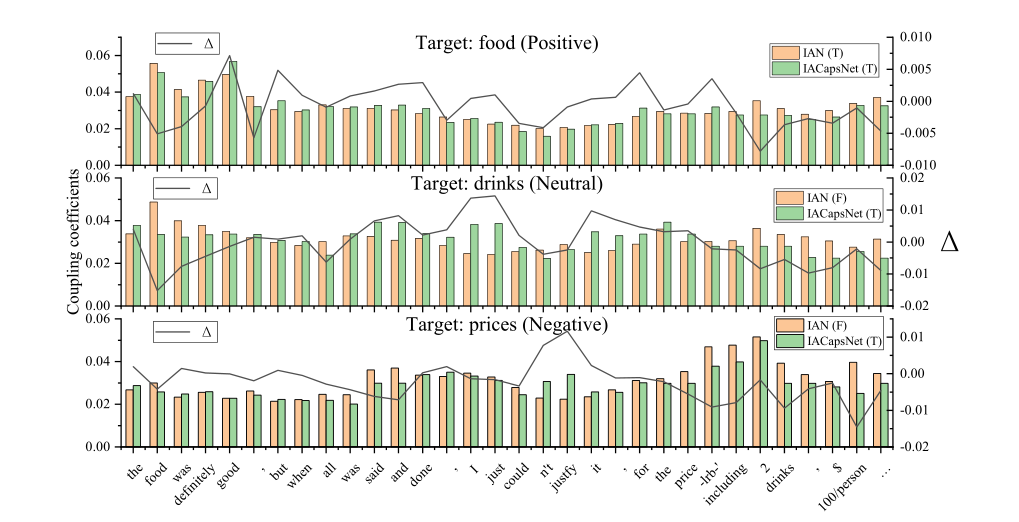 Target: food (Positive)
Δ
IAN (T)
IACapsNet (T)
0.06
0.04
0.02
0.00
0.010
0.005
0.000
-0.005
-0.010
Target: drinks (Neutral)
Δ
IAN (F)
IACapsNet (T)
0.06
0.04
0.02
0.00
0.02
0.01
0.00
-0.01
-0.02
Coupling coefficients
Δ
Target: prices (Negative)
Δ
IAN (F)
IACapsNet (T)
0.06
0.04
0.02
0.00
0.01
0.00
-0.01
-0.02
the
food
was
definitely
good
,
but
when
all
was
said
and
done
,
I
just
could
n't
justfy
it
,
for
the
price
-lrb-'
including
2
drinks
,
$
100/person
...